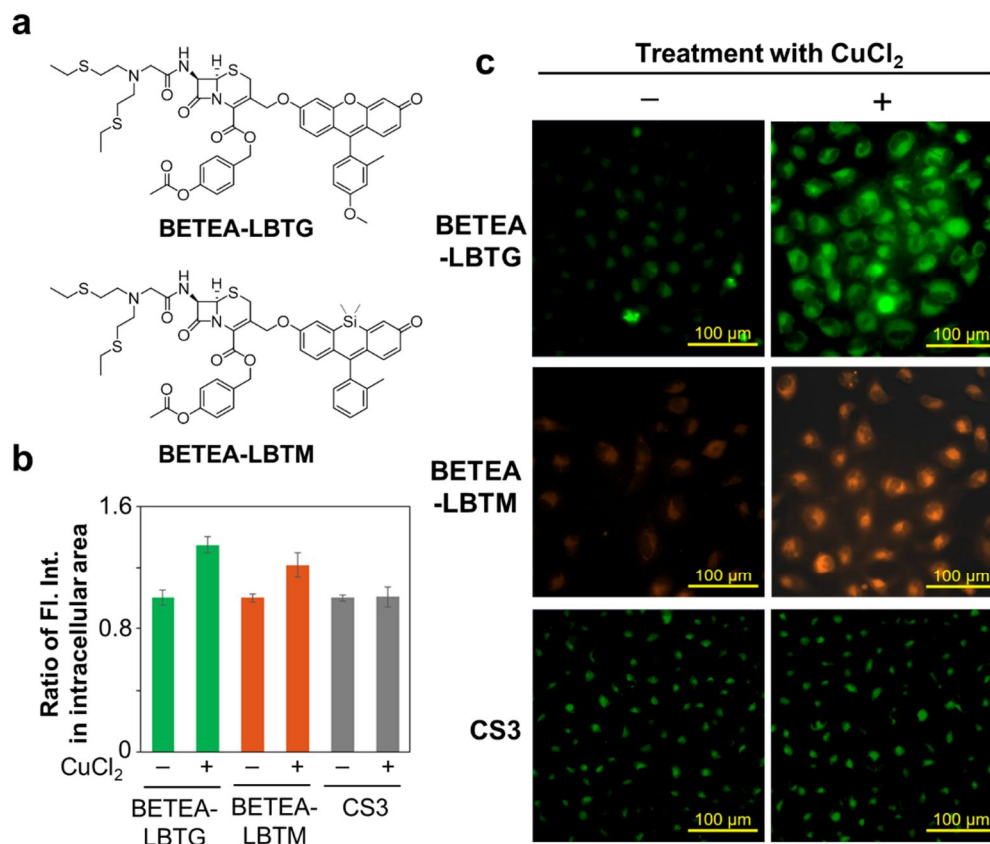 a
H
N
H
S
S
N
O
O
N
O
O
O
S
O
O
O
O
O
BETEA-LBTG
H
N
H
S
S
N
O
O
N
O
Si
O
S
O
O
O
O
BETEA-LBTM
b
1.6
0.8
0
Ratio of Fl. Int.
in intracellular area
CuCl₂ – + – + – +
BETEA-
LBTG
BETEA-
LBTM
CS3
c
Treatment with CuCl₂
– +
BETEA
-LBTG
100 µm
100 µm
BETEA
-LBTM
100 µm
100 µm
CS3
100 µm
100 µm